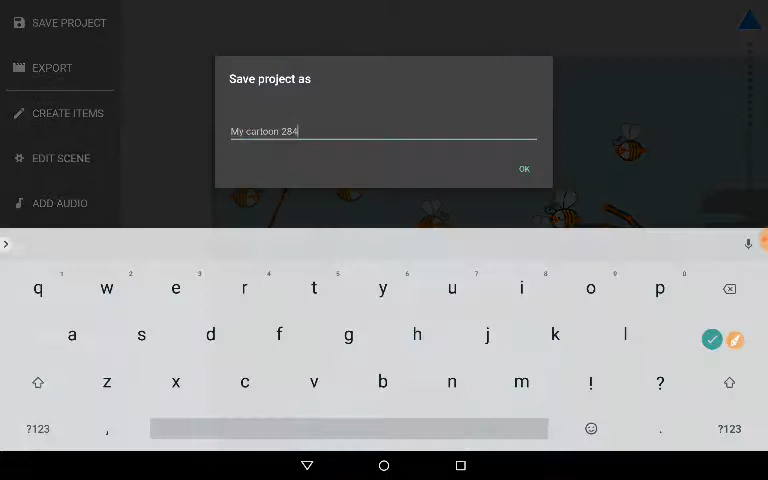 SAVE PROJECT
EXPORT
CREATE ITEMS
EDIT SCENE
ADD AUDIO
Save project as
My cartoon 284
OK
1 2 3 4 5 6 7 8 9 0
q w e r t y u i o p
a s d f g h j k l
z x c v b n m ! ?
?123 , . ?123